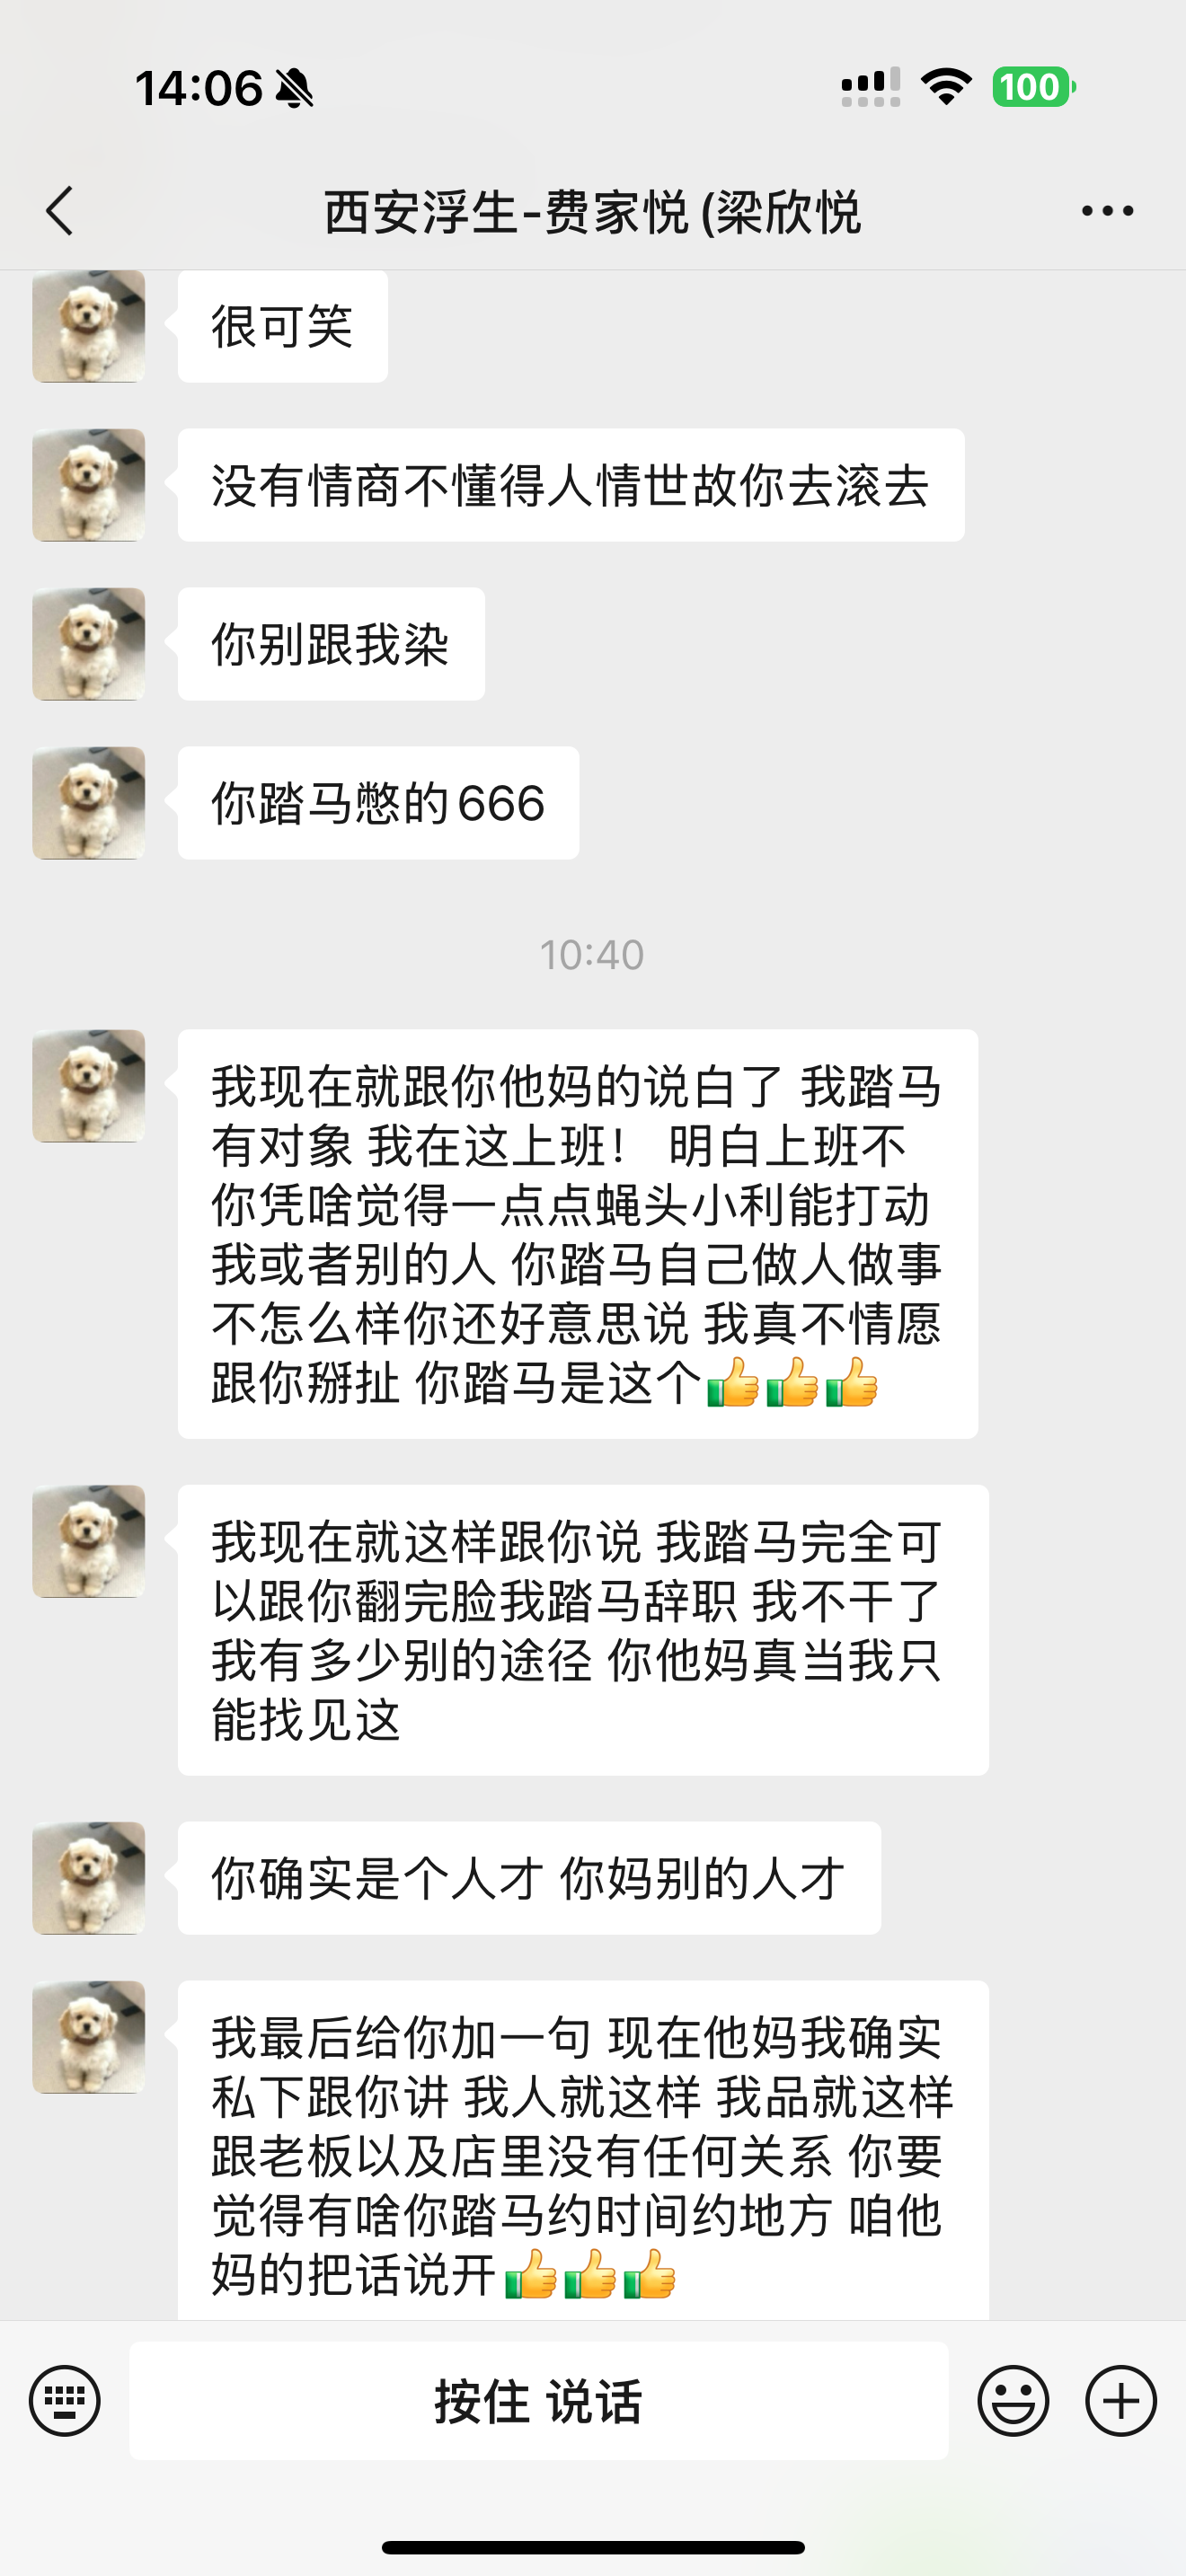 14:06
100
西安浮生-费家悦 (梁欣悦
很可笑
没有情商不懂得人情世故你去滚去
你别跟我染
你踏马憋的666
10:40
我现在就跟你他妈的说白了 我踏马
有对象 我在这上班！ 明白上班不
你凭啥觉得一点点蝇头小利能打动
我或者别的人 你踏马自己做人做事
不怎么样你还好意思说 我真不情愿
跟你掰扯 你踏马是这个👍👍👍
我现在就这样跟你说 我踏马完全可
以跟你翻完脸我踏马辞职 我不干了
我有多少别的途径 你他妈真当我只
能找见这
你确实是个人才 你妈别的人才
我最后给你加一句 现在他妈我确实
私下跟你讲 我人就这样 我品就这样
跟老板以及店里没有任何关系 你要
觉得有啥你踏马约时间约地方 咱他
妈的把话说开👍👍👍
按住 说话